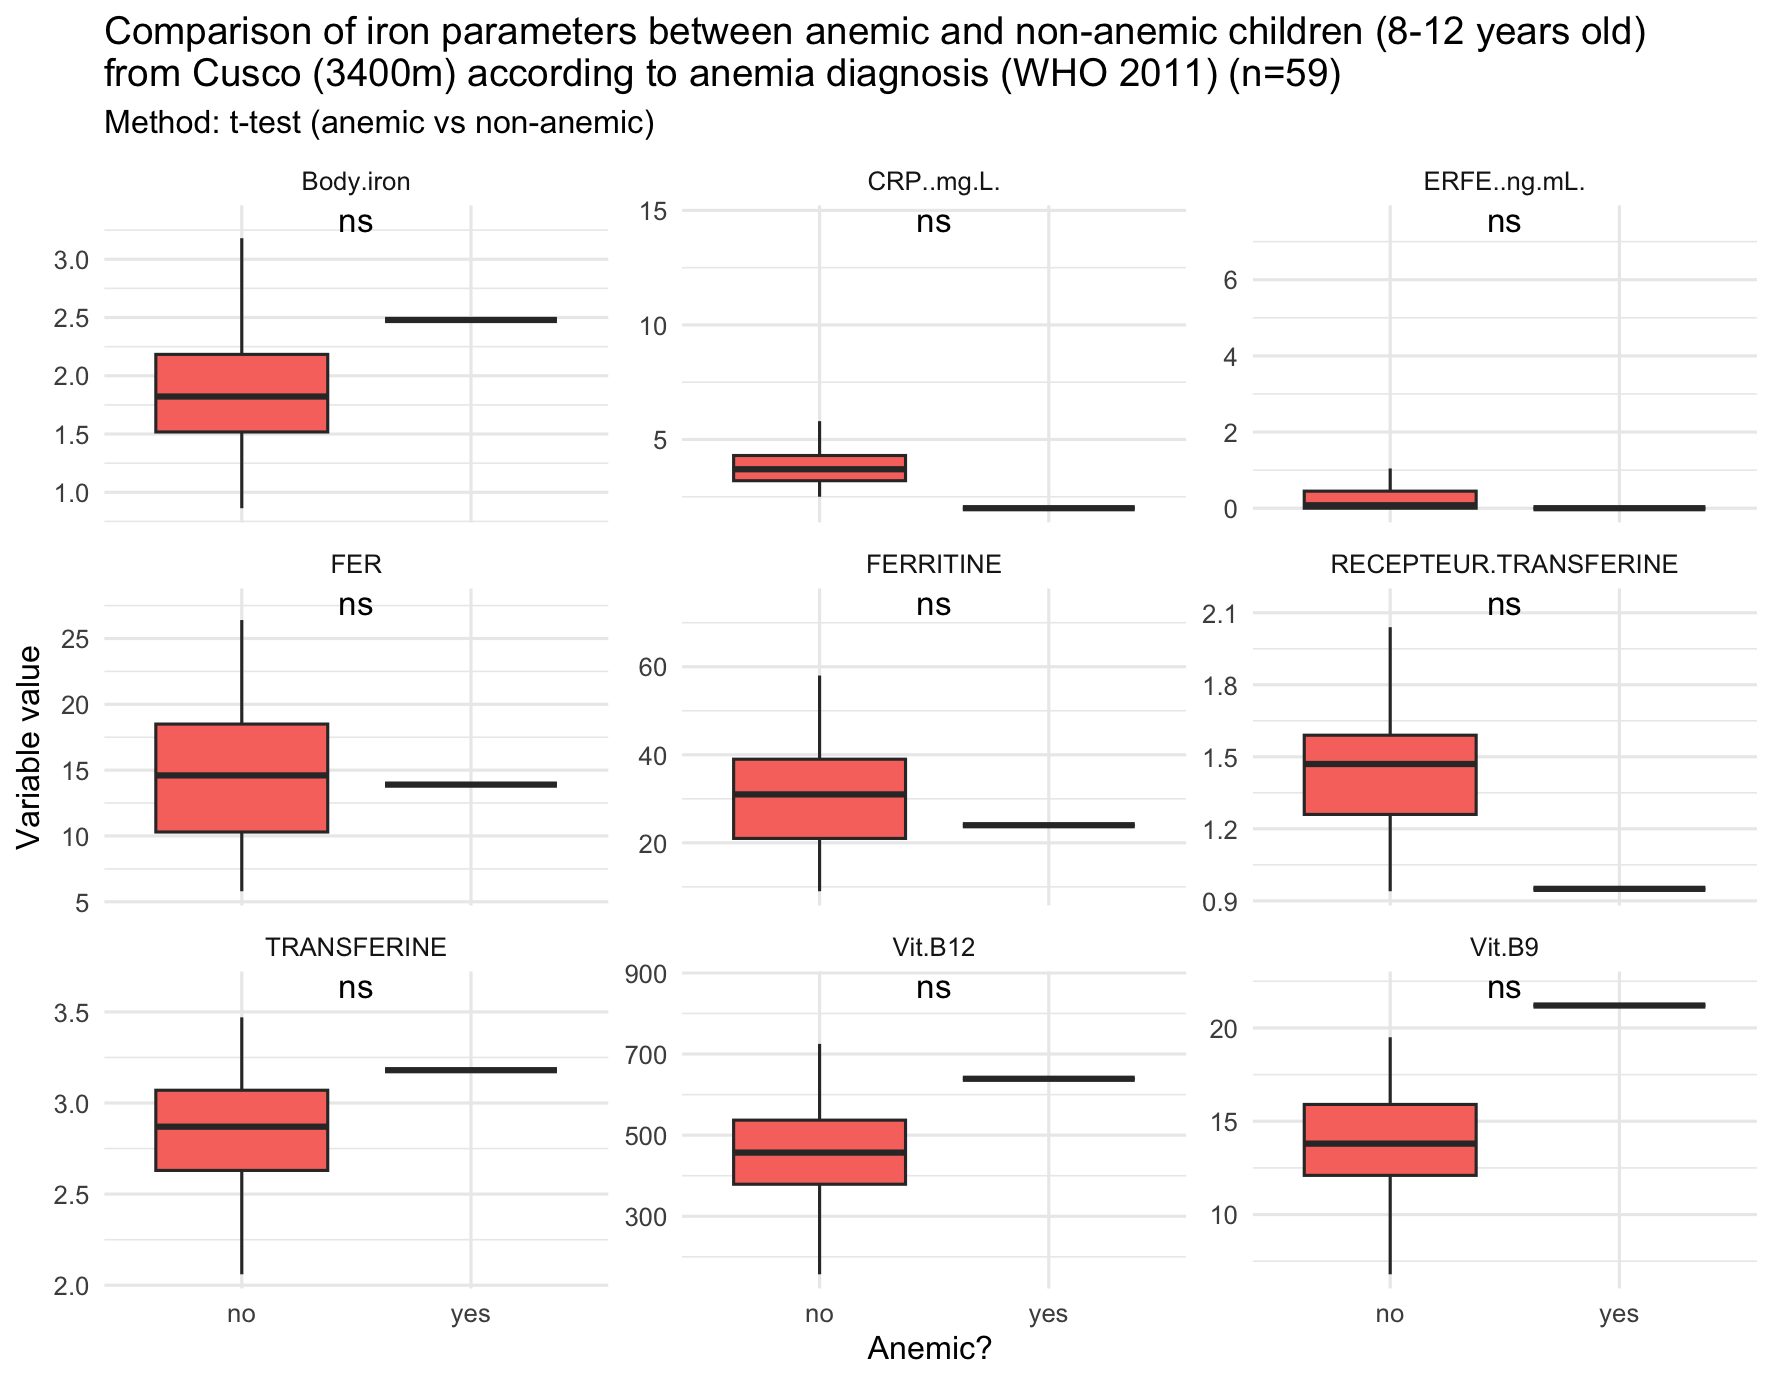 Comparison of iron parameters between anemic and non-anemic children (8-12 years old)
from Cusco (3400m) according to anemia diagnosis (WHO 2011) (n=59)
Method: t-test (anemic vs non-anemic)
Body.iron
ns
3.0
2.5
2.0
1.5
1.0
CRP..mg.L.
ns
15
10
5
ERFE..ng.mL.
ns
6
4
2
0
Variable value
FER
ns
25
20
15
10
5
FERRITINE
ns
60
40
20
RECEPTEUR.TRANSFERINE
ns
2.1
1.8
1.5
1.2
0.9
TRANSFERINE
ns
3.5
3.0
2.5
2.0
no yes
Vit.B12
ns
900
700
500
300
no yes
Vit.B9
ns
20
15
10
no yes
Anemic?